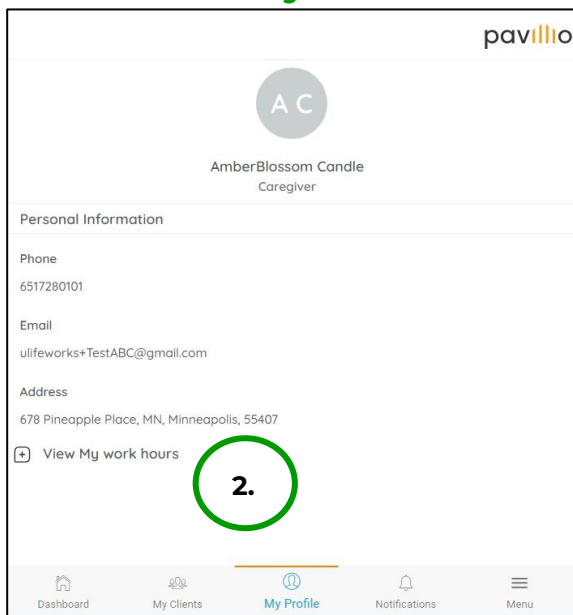 pavillio
A C
AmberBlossom Candle
Caregiver
Personal Information
Phone
6517280101
Email
ulifeworks+TestABC@gmail.com
Address
678 Pineapple Place, MN, Minneapolis, 55407
View My work hours
2.
Dashboard My Clients My Profile Notifications Menu